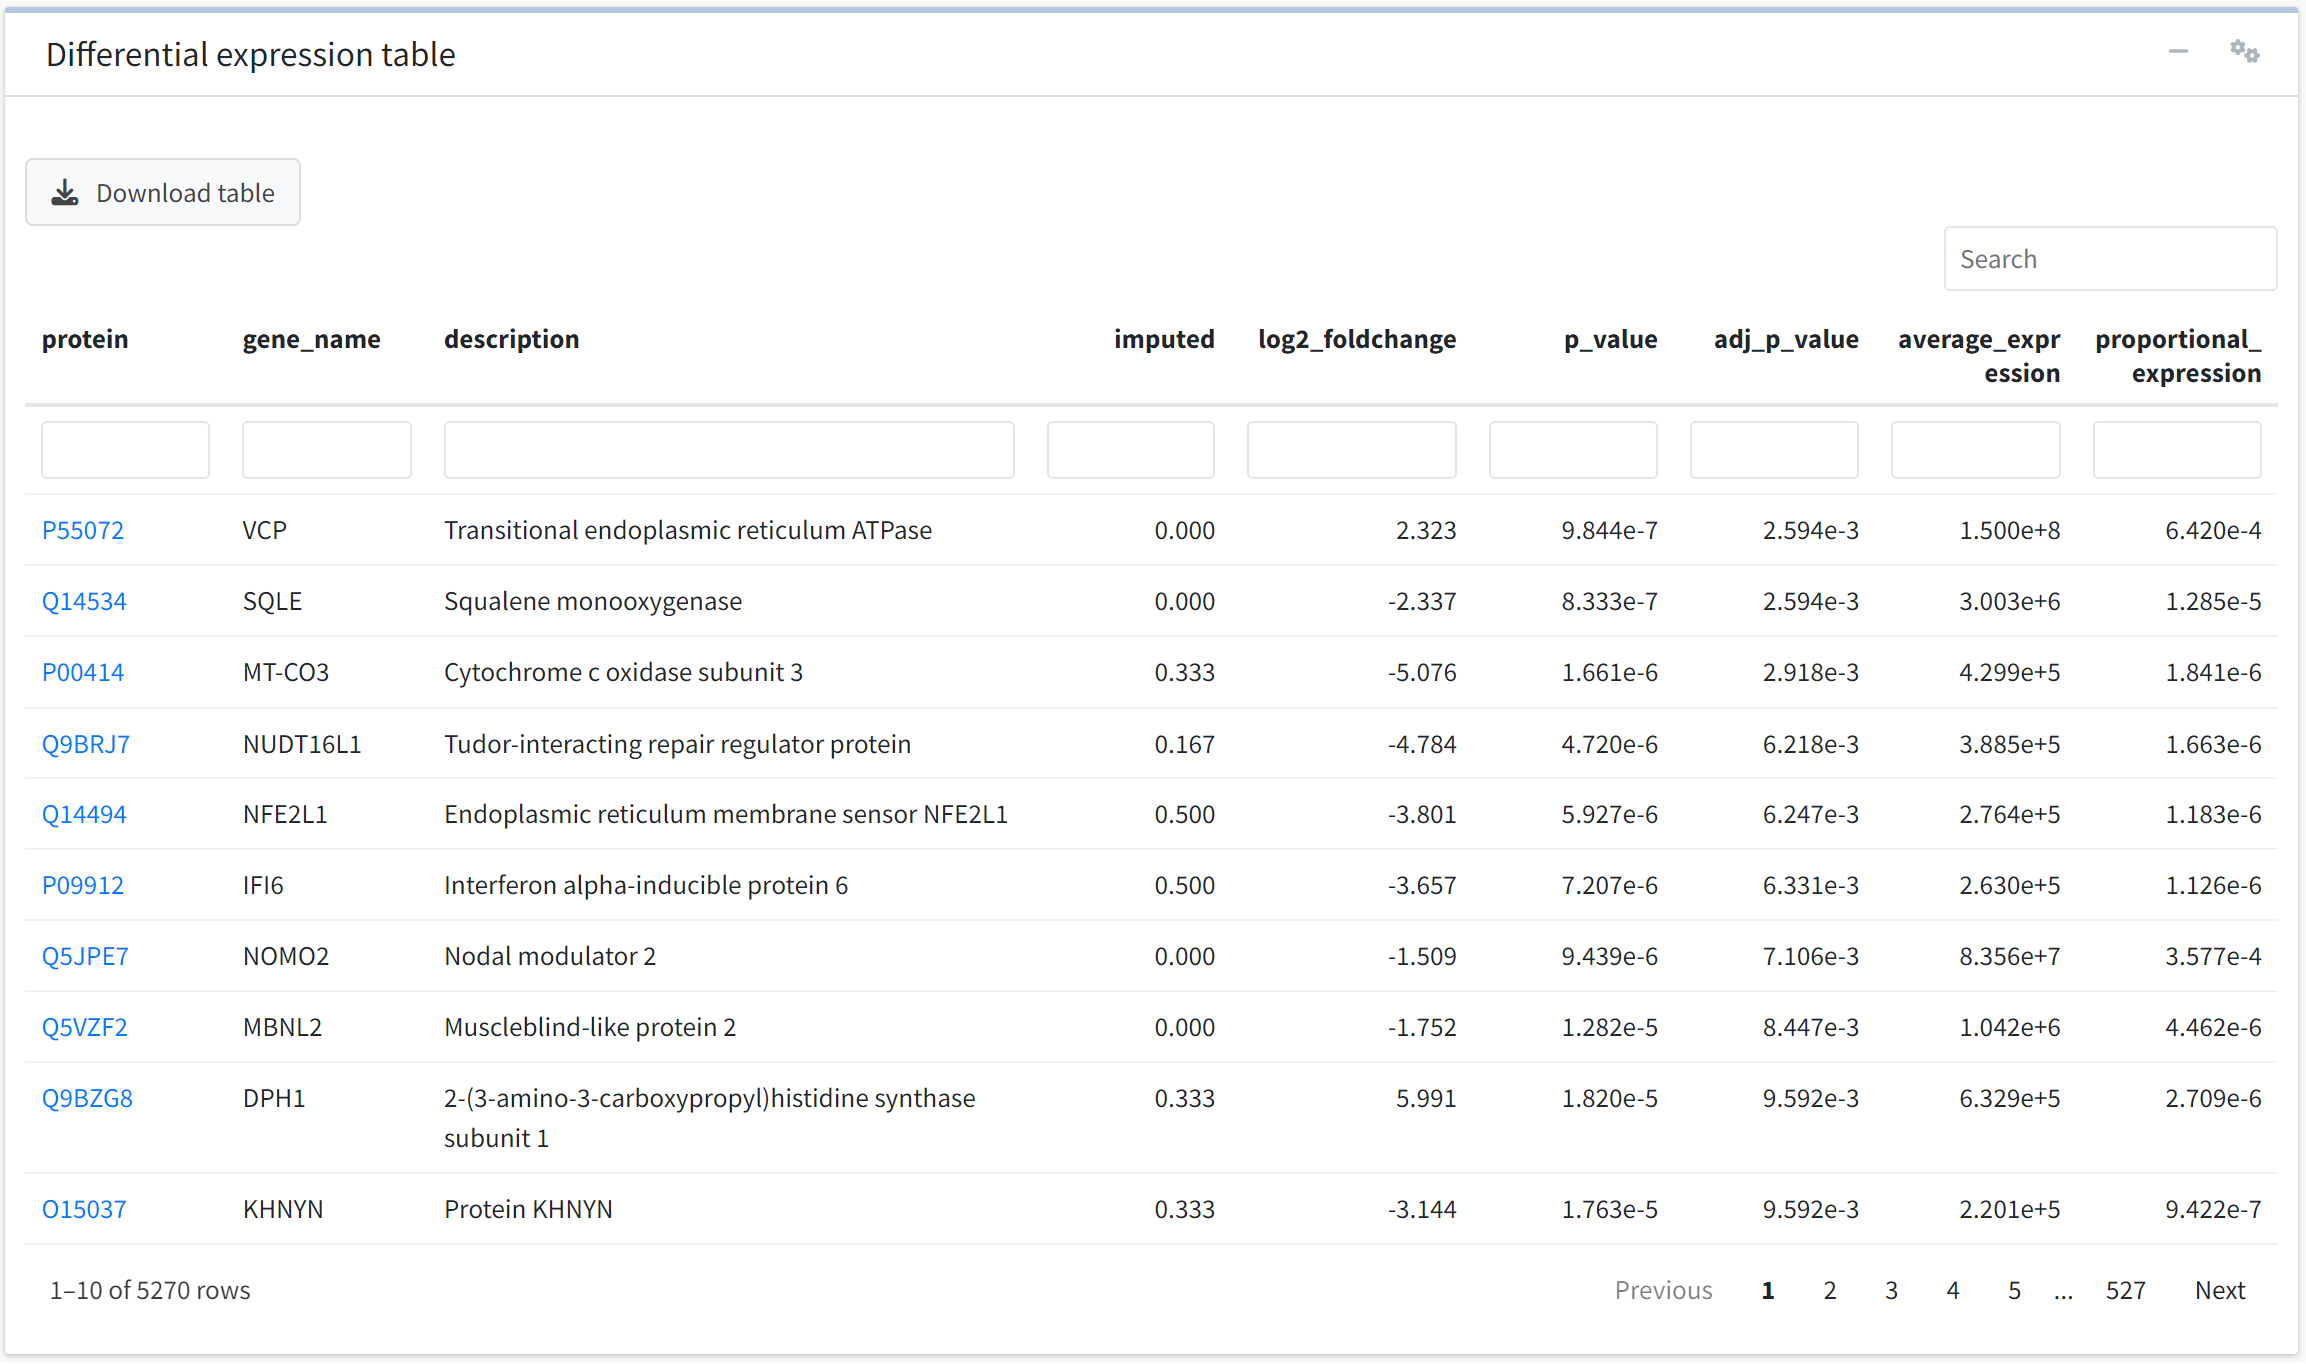 Differential expression table
Download table
Search
protein gene_name description imputed log2_foldchange p_value adj_p_value average_expr proportional_
ession expression
P55072 VCP Transitional endoplasmic reticulum ATPase 0.000 2.323 9.844e-7 2.594e-3 1.500e+8 6.420e-4
Q14534 SQLE Squalene monooxygenase 0.000 -2.337 8.333e-7 2.594e-3 3.003e+6 1.285e-5
P00414 MT-CO3 Cytochrome c oxidase subunit 3 0.333 -5.076 1.661e-6 2.918e-3 4.299e+5 1.841e-6
Q9BRJ7 NUDT16L1 Tudor-interacting repair regulator protein 0.167 -4.784 4.720e-6 6.218e-3 3.885e+5 1.663e-6
Q14494 NFE2L1 Endoplasmic reticulum membrane sensor NFE2L1 0.500 -3.801 5.927e-6 6.247e-3 2.764e+5 1.183e-6
P09912 IFI6 Interferon alpha-inducible protein 6 0.500 -3.657 7.207e-6 6.331e-3 2.630e+5 1.126e-6
Q5JPE7 NOMO2 Nodal modulator 2 0.000 -1.509 9.439e-6 7.106e-3 8.356e+7 3.577e-4
Q5VZF2 MBNL2 Muscleblind-like protein 2 0.000 -1.752 1.282e-5 8.447e-3 1.042e+6 4.462e-6
Q9BZG8 DPH1 2-(3-amino-3-carboxypropyl)histidine synthase 0.333 5.991 1.820e-5 9.592e-3 6.329e+5 2.709e-6
subunit 1
O15037 KHNYN Protein KHNYN 0.333 -3.144 1.763e-5 9.592e-3 2.201e+5 9.422e-7
1–10 of 5270 rows Previous 1 2 3 4 5 ... 527 Next